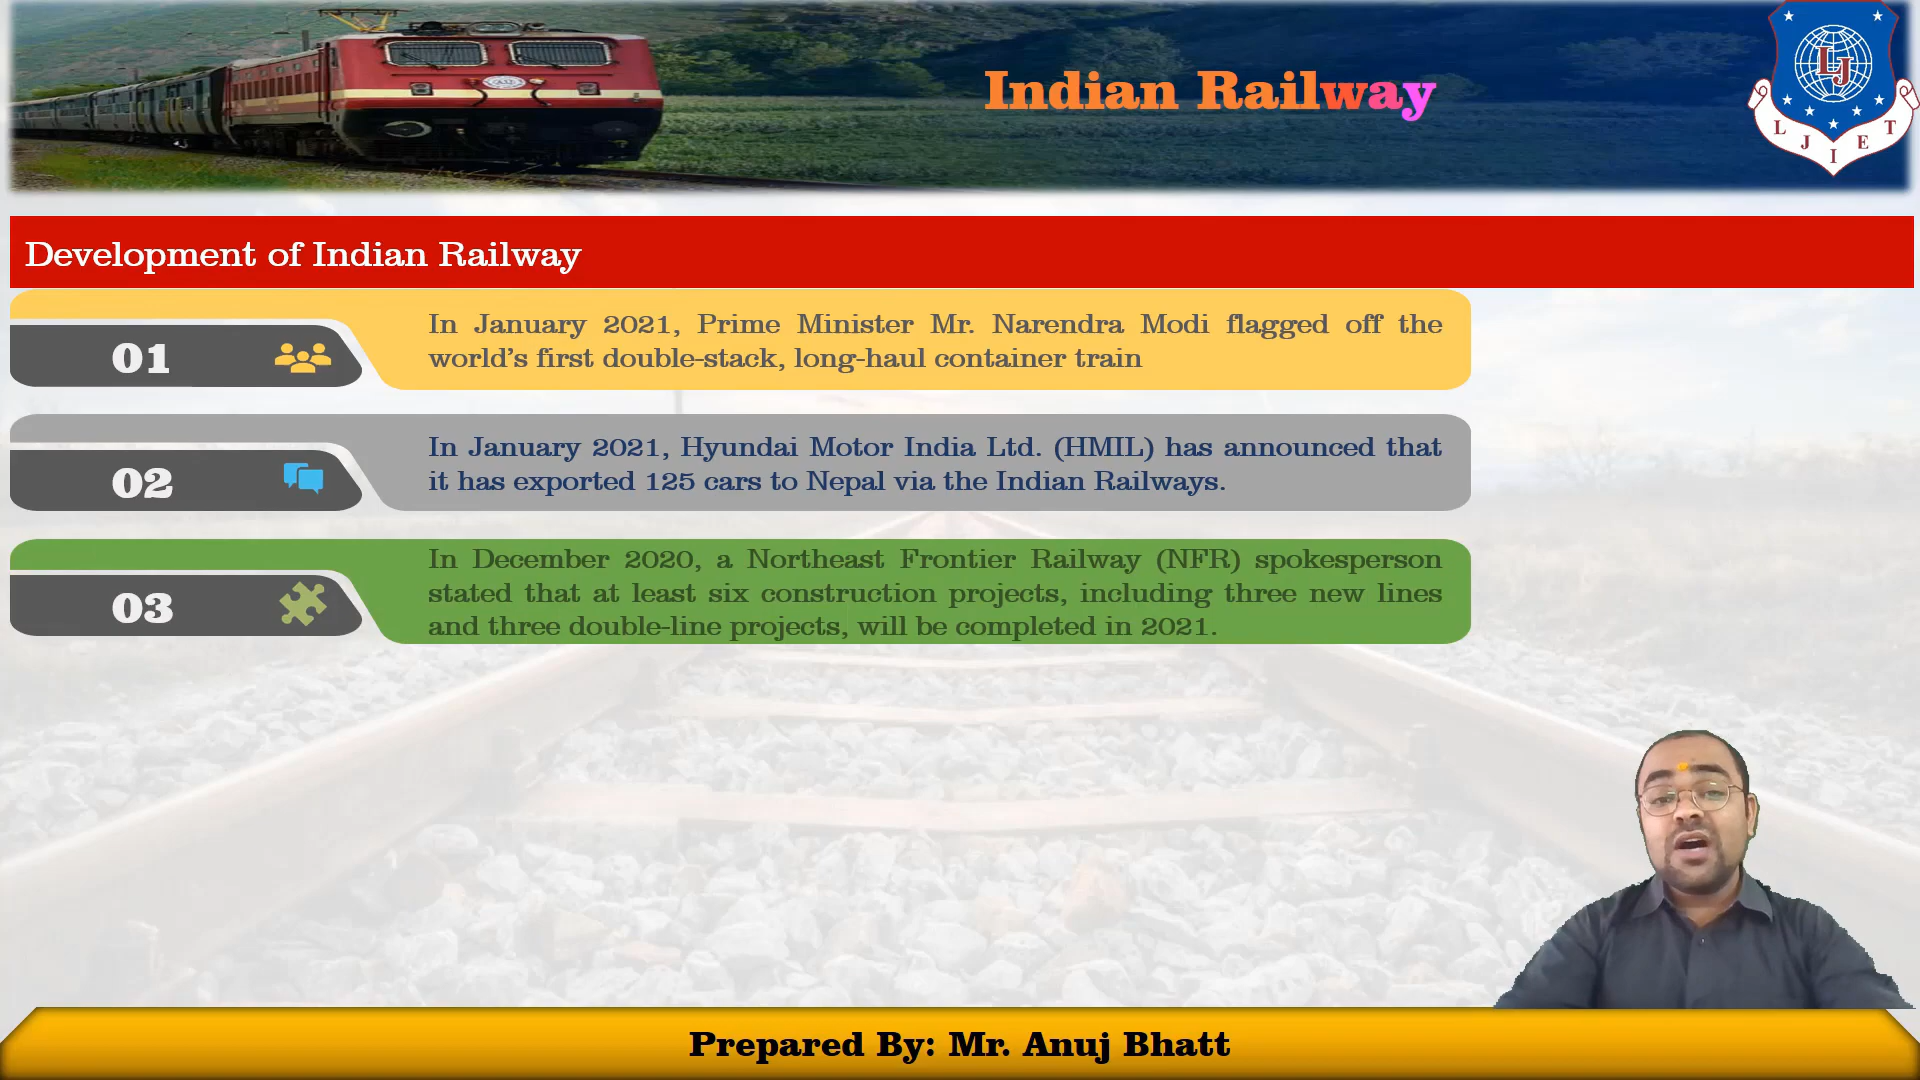 Indian Railway
LJ
L J I E T
Development of Indian Railway
01
In January 2021, Prime Minister Mr. Narendra Modi flagged off the
world’s first double-stack, long-haul container train
02
In January 2021, Hyundai Motor India Ltd. (HMIL) has announced that
it has exported 125 cars to Nepal via the Indian Railways.
03
In December 2020, a Northeast Frontier Railway (NFR) spokesperson
stated that at least six construction projects, including three new lines
and three double-line projects, will be completed in 2021.
Prepared By: Mr. Anuj Bhatt